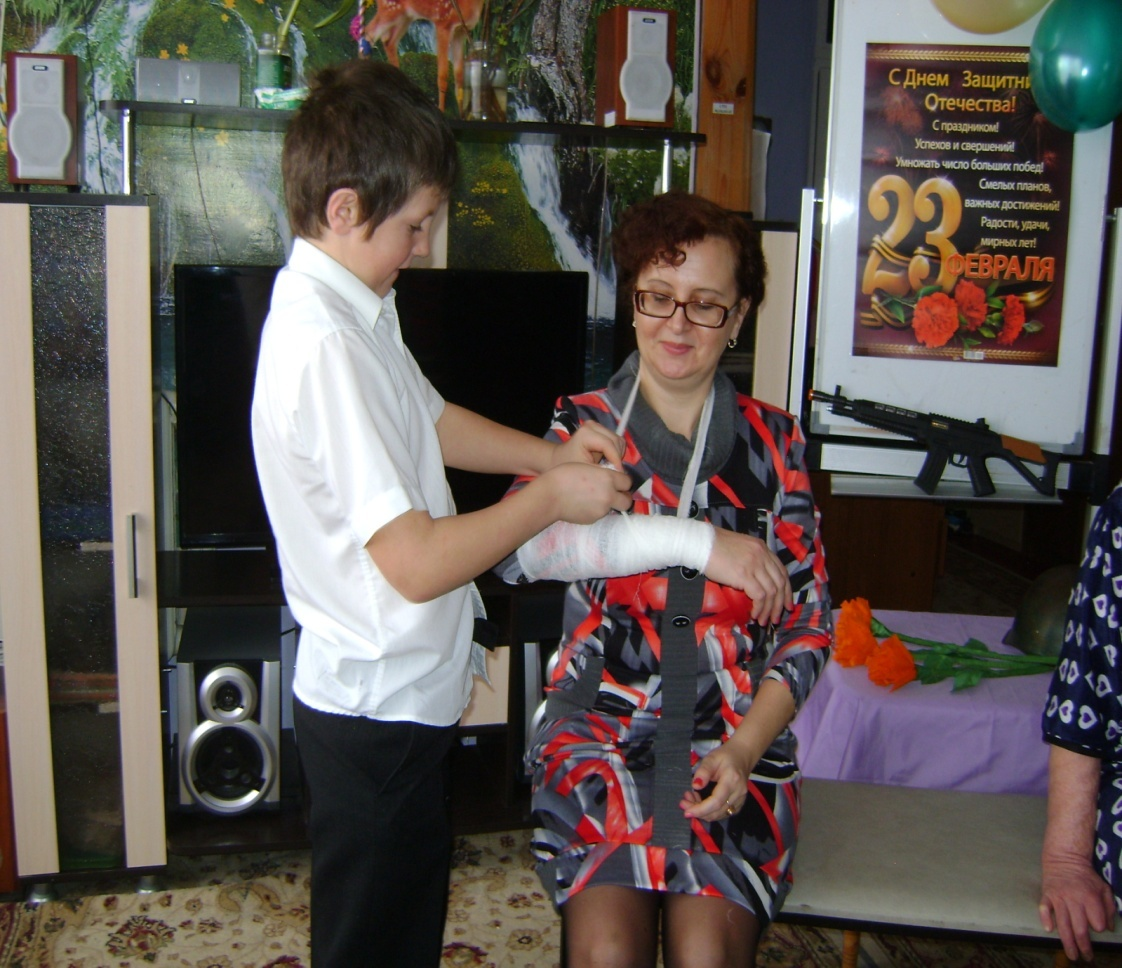 С Днем Защитни
Отечества!
С праздником!
Успехов и свершений!
Умножать число больших побед!
Смелых планов,
важных достижений!
Радости, удачи,
мирных лет!
23
ФЕВРАЛЯ